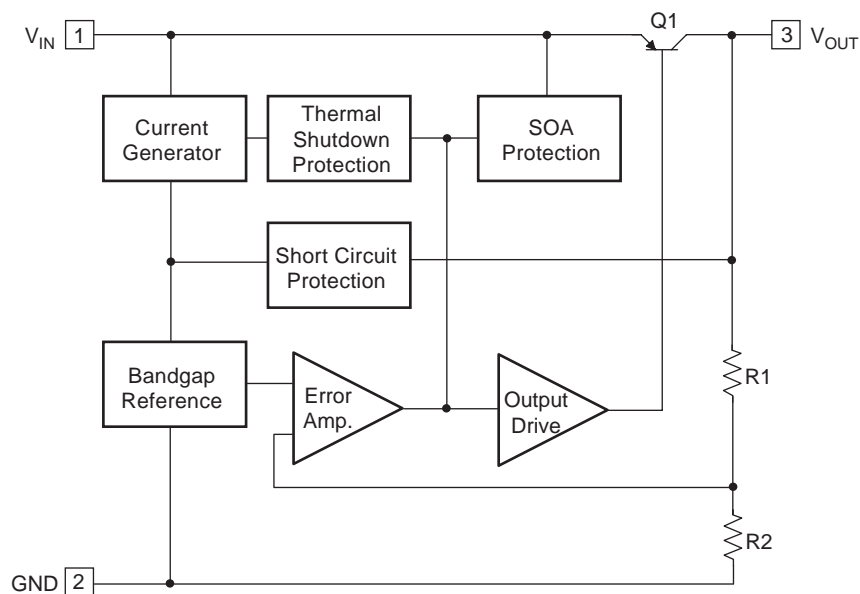 Q1
V_IN 1
3 V_OUT
Current
Generator
Thermal
Shutdown
Protection
SOA
Protection
Short Circuit
Protection
Bandgap
Reference
Error
Amp.
Output
Drive
R1
R2
GND 2